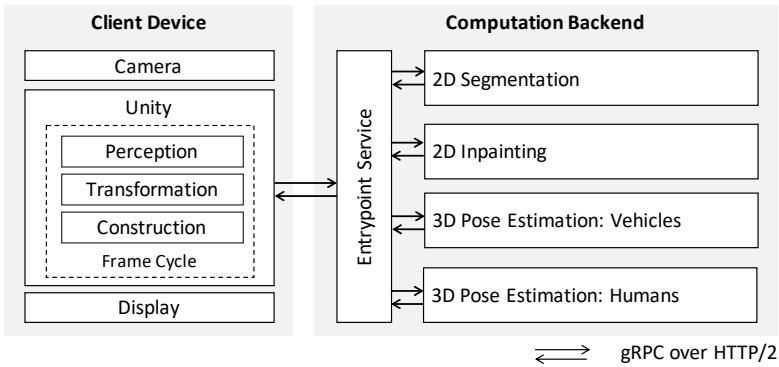 Client Device
Camera
Unity
Perception
Transformation
Construction
Frame Cycle
Display
Computation Backend
Entrypoint Service
2D Segmentation
2D Inpainting
3D Pose Estimation: Vehicles
3D Pose Estimation: Humans
gRPC over HTTP/2